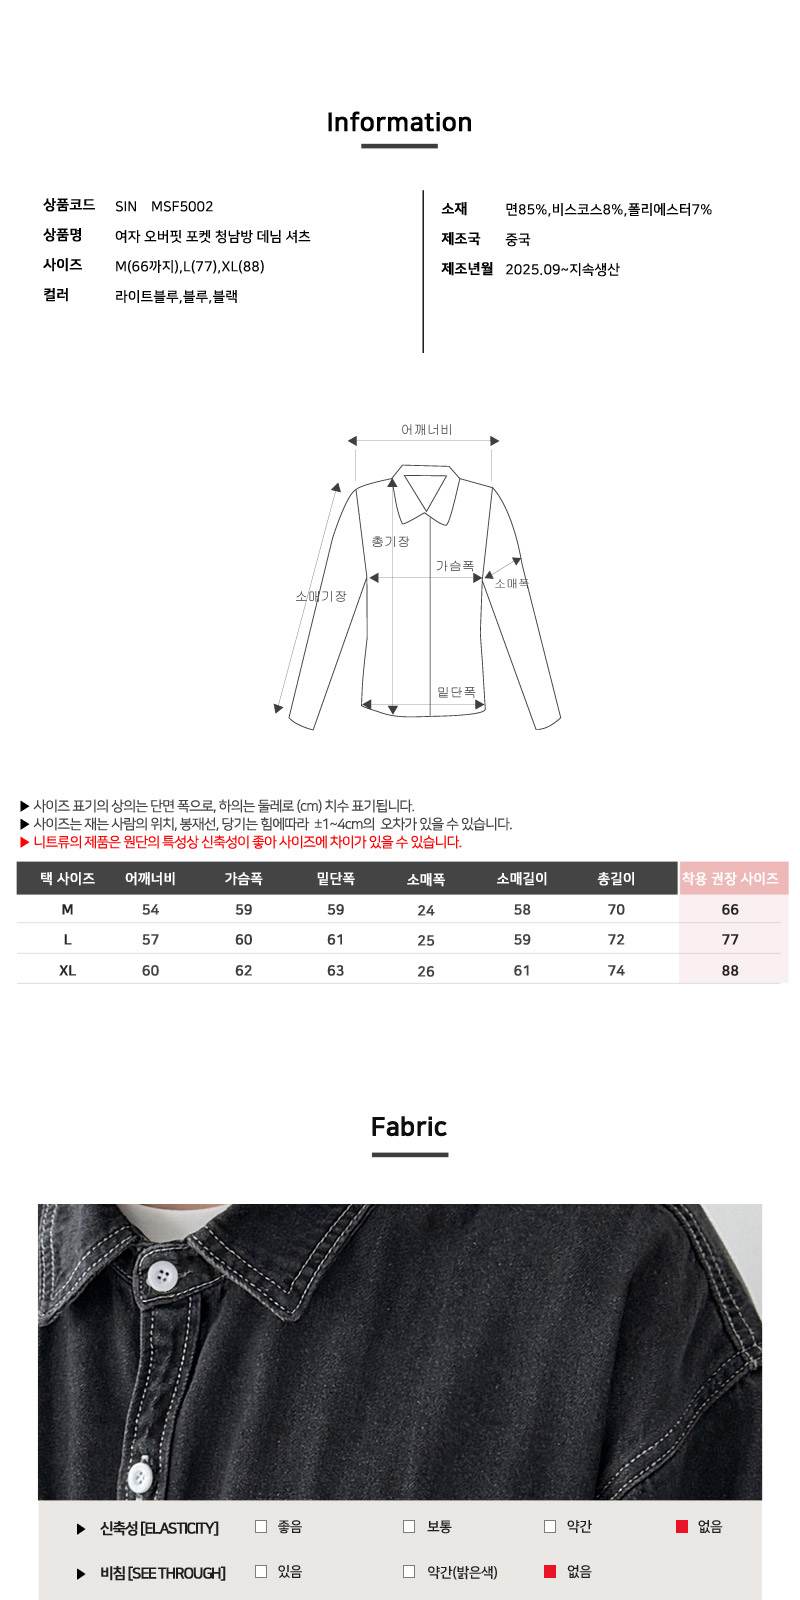 Information
상품코드 SIN MSF5002
상품명 여자 오버핏 포켓 청남방 데님 셔츠
사이즈 M(66까지),L(77),XL(88)
컬러 라이트블루,블루,블랙
소재 면85%,비스코스8%,폴리에스터7%
제조국 중국
제조년월 2025.09~지속생산
어깨너비
총기장
가슴폭
소매폭
소매기장
밑단폭
▶ 사이즈 표기의 상의는 단면 폭으로, 하의는 둘레로 (cm) 치수 표기됩니다.
▶ 사이즈는 재는 사람의 위치, 봉재선, 당기는 힘에따라 ±1~4cm의 오차가 있을 수 있습니다.
▶ 니트류의 제품은 원단의 특성상 신축성이 좋아 사이즈에 차이가 있을 수 있습니다.
택 사이즈 어깨너비 가슴폭 밑단폭 소매폭 소매길이 총길이 착용 권장 사이즈
M 54 59 59 24 58 70 66
L 57 60 61 25 59 72 77
XL 60 62 63 26 61 74 88
Fabric
▶ 신축성 [ELASTICITY] □ 좋음 □ 보통 □ 약간 ■ 없음
▶ 비침 [SEE THROUGH] □ 있음 □ 약간(밝은색) ■ 없음